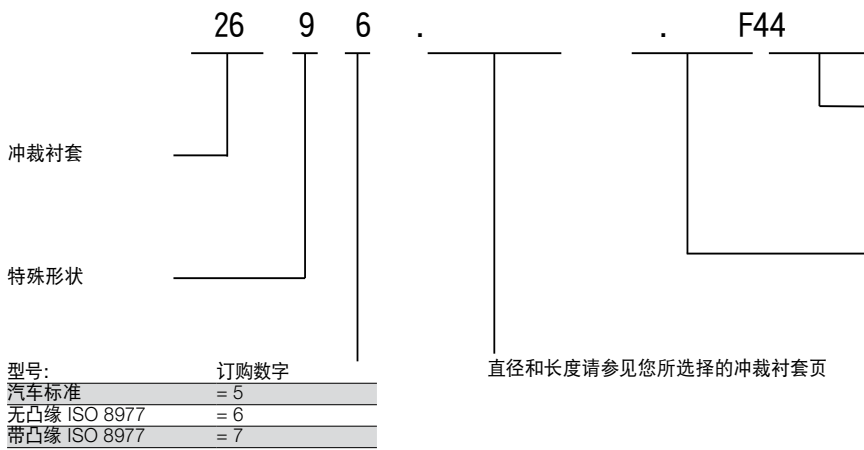 26 9 6 . . F44
冲裁衬套
特殊形状
直径和长度请参见您所选择的冲裁衬套页
型号: 订购数字
汽车标准 = 5
无凸缘 ISO 8977 = 6
带凸缘 ISO 8977 = 7